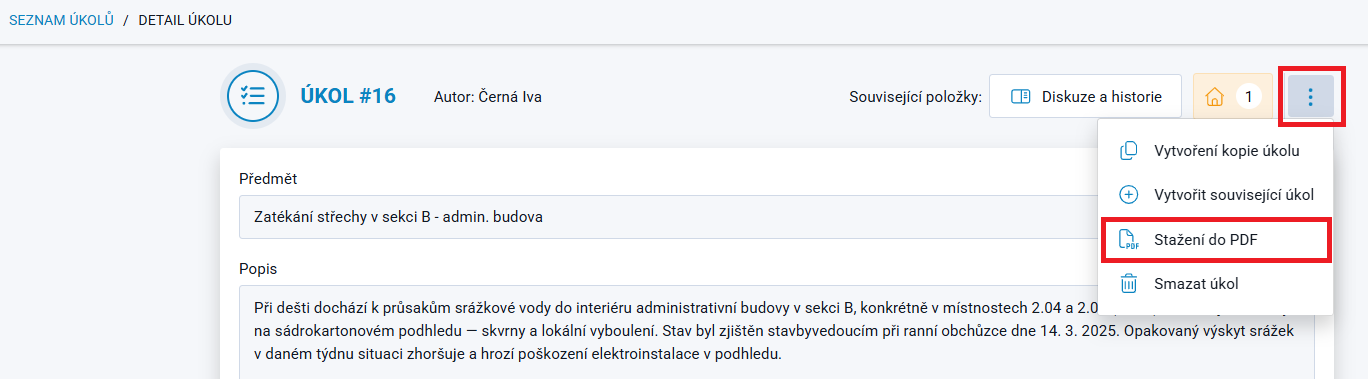 SEZNAM ÚKOLŮ / DETAIL ÚKOLU
ÚKOL #16
Autor: Černá Iva
Související položky:
Diskuze a historie
1
Vytvoření kopie úkolu
Vytvořit související úkol
PDF
Stažení do PDF
Smazat úkol
Předmět
Zatékání střechy v sekci B - admin. budova
Popis
Při dešti dochází k průsakům srážkové vody do interiéru administrativní budovy v sekci B, konkrétně v místnostech 2.04 a
na sádrokartonovém podhledu — skvrny a lokální vyboulení. Stav byl zjištěn stavbyvedoucím při ranní obchůzce dne 14. 3. 2025. Opakovaný výskyt srážek
v daném týdnu situaci zhoršuje a hrozí poškození elektroinstalace v podhledu.